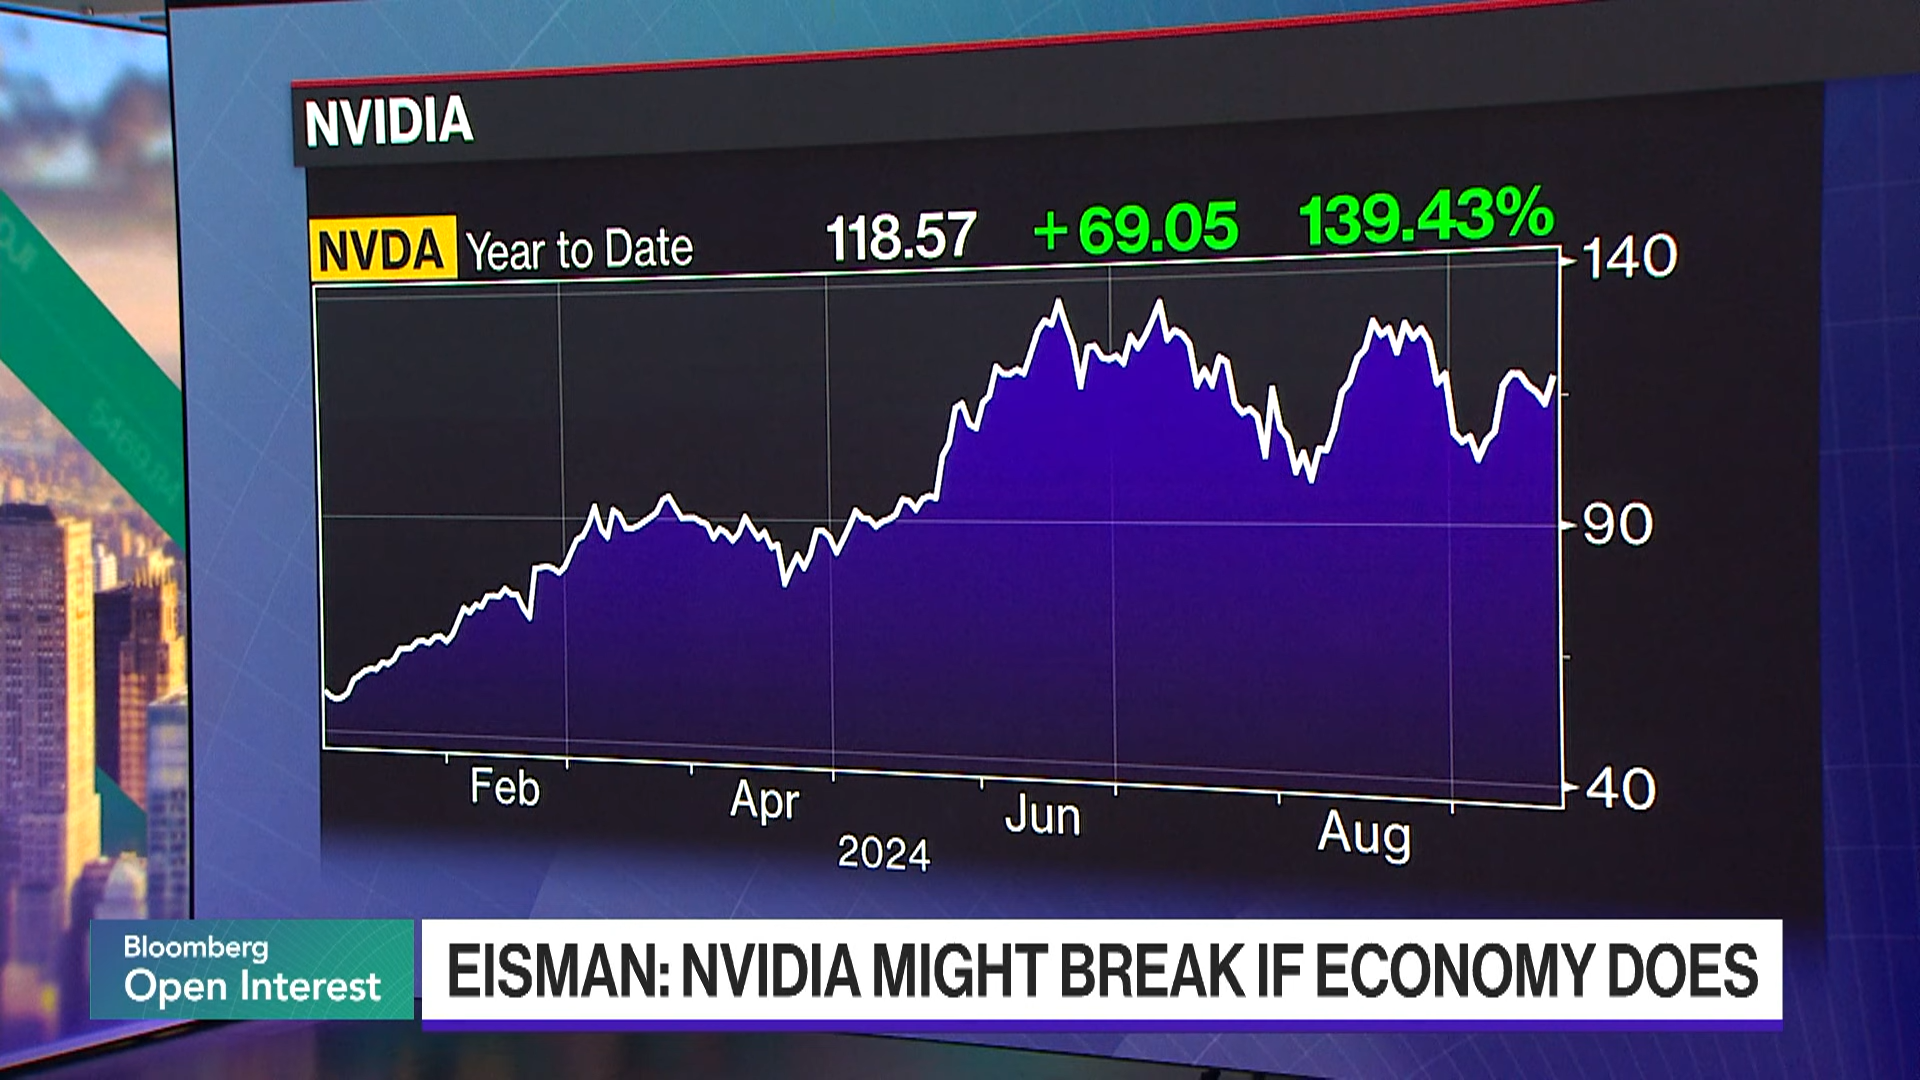 NVIDIA
NVDA Year to Date 118.57 +69.05 139.43%
140
90
40
Feb Apr Jun Aug
2024
Bloomberg
Open Interest
EISMAN: NVIDIA MIGHT BREAK IF ECONOMY DOES